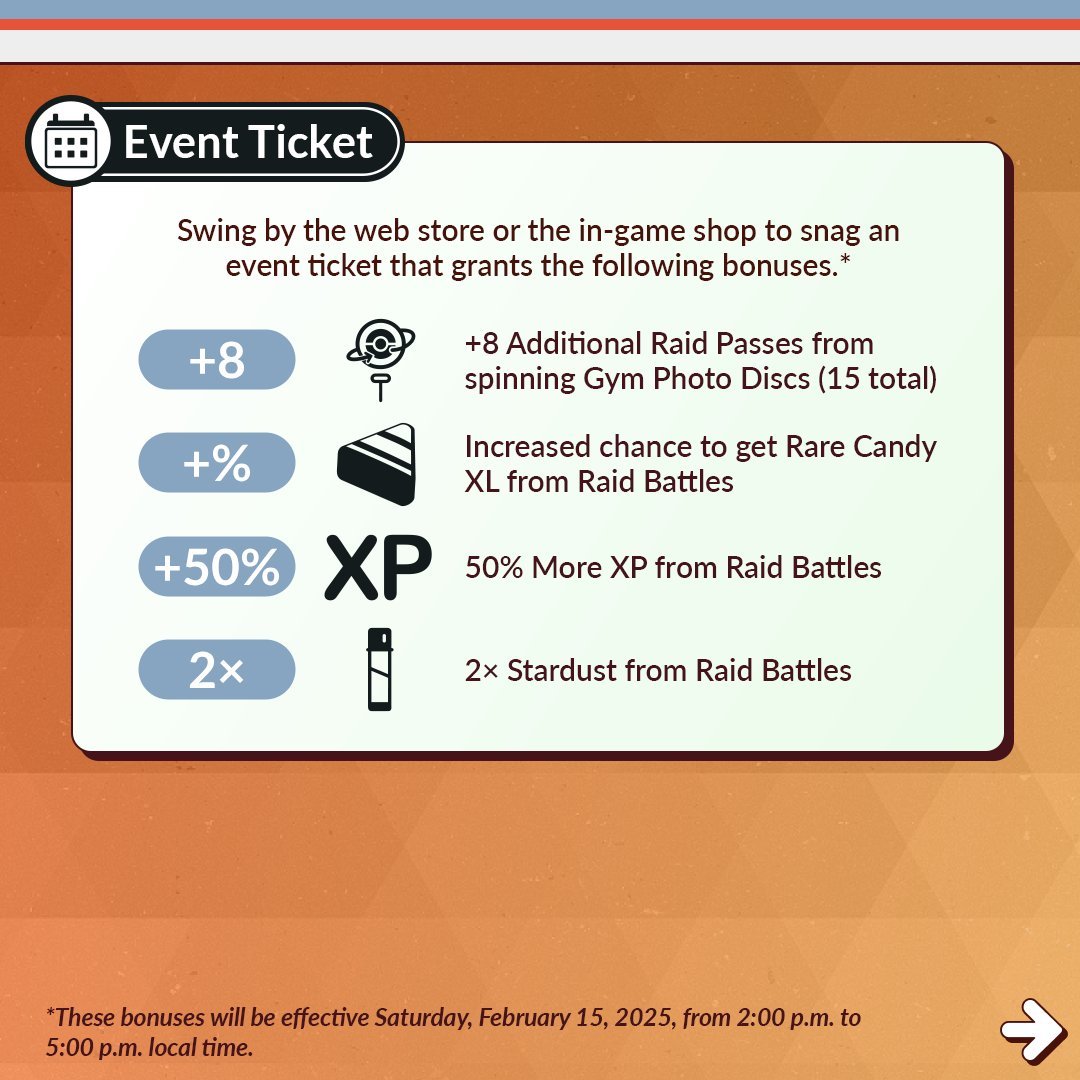 Event Ticket
Swing by the web store or the in-game shop to snag an
event ticket that grants the following bonuses.*
+8
+8 Additional Raid Passes from
spinning Gym Photo Discs (15 total)
+%
Increased chance to get Rare Candy
XL from Raid Battles
+50%
XP
50% More XP from Raid Battles
2×
2× Stardust from Raid Battles
*These bonuses will be effective Saturday, February 15, 2025, from 2:00 p.m. to
5:00 p.m. local time.